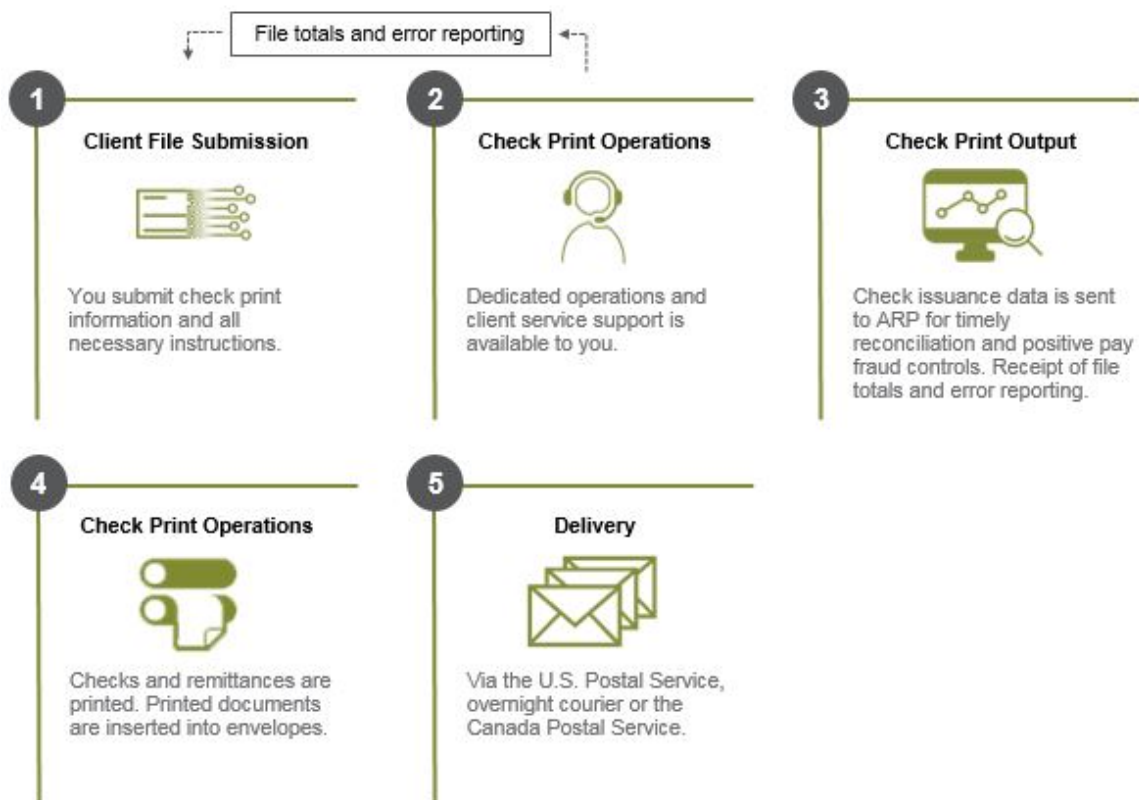 File totals and error reporting
1
Client File Submission
You submit check print
information and all
necessary instructions.
2
Check Print Operations
Dedicated operations and
client service support is
available to you.
3
Check Print Output
Check issuance data is sent
to ARP for timely
reconciliation and positive pay
fraud controls. Receipt of file
totals and error reporting.
4
Check Print Operations
Checks and remittances are
printed. Printed documents
are inserted into envelopes.
5
Delivery
Via the U.S. Postal Service,
overnight courier or the
Canada Postal Service.